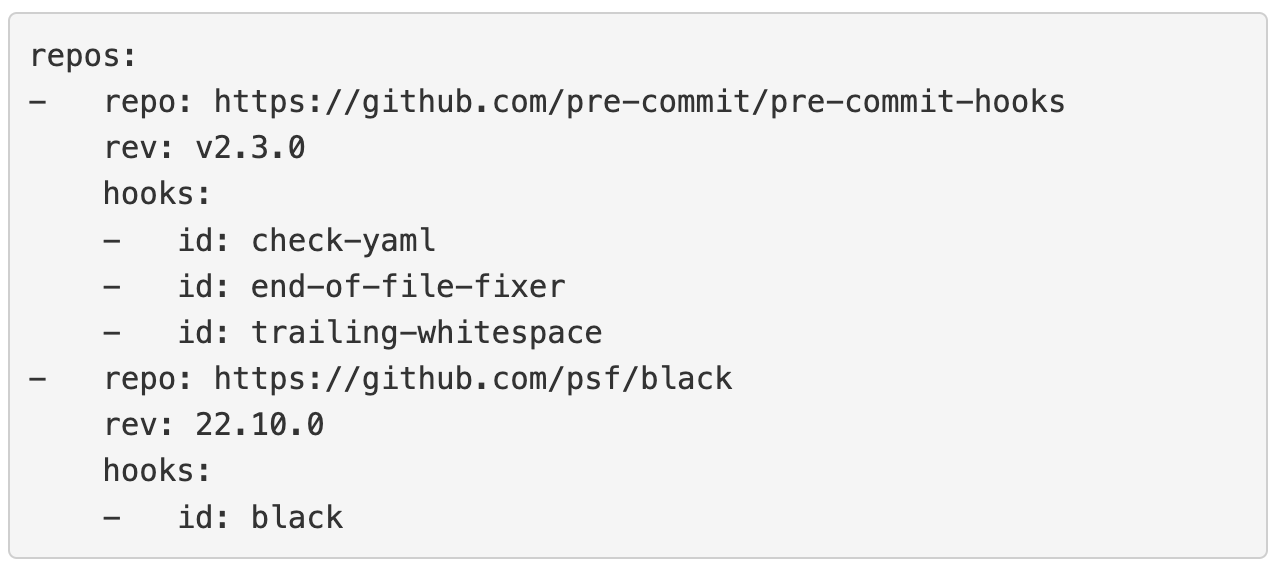 repos:
-   repo: https://github.com/pre-commit/pre-commit-hooks
    rev: v2.3.0
    hooks:
    -   id: check-yaml
    -   id: end-of-file-fixer
    -   id: trailing-whitespace
-   repo: https://github.com/psf/black
    rev: 22.10.0
    hooks:
    -   id: black